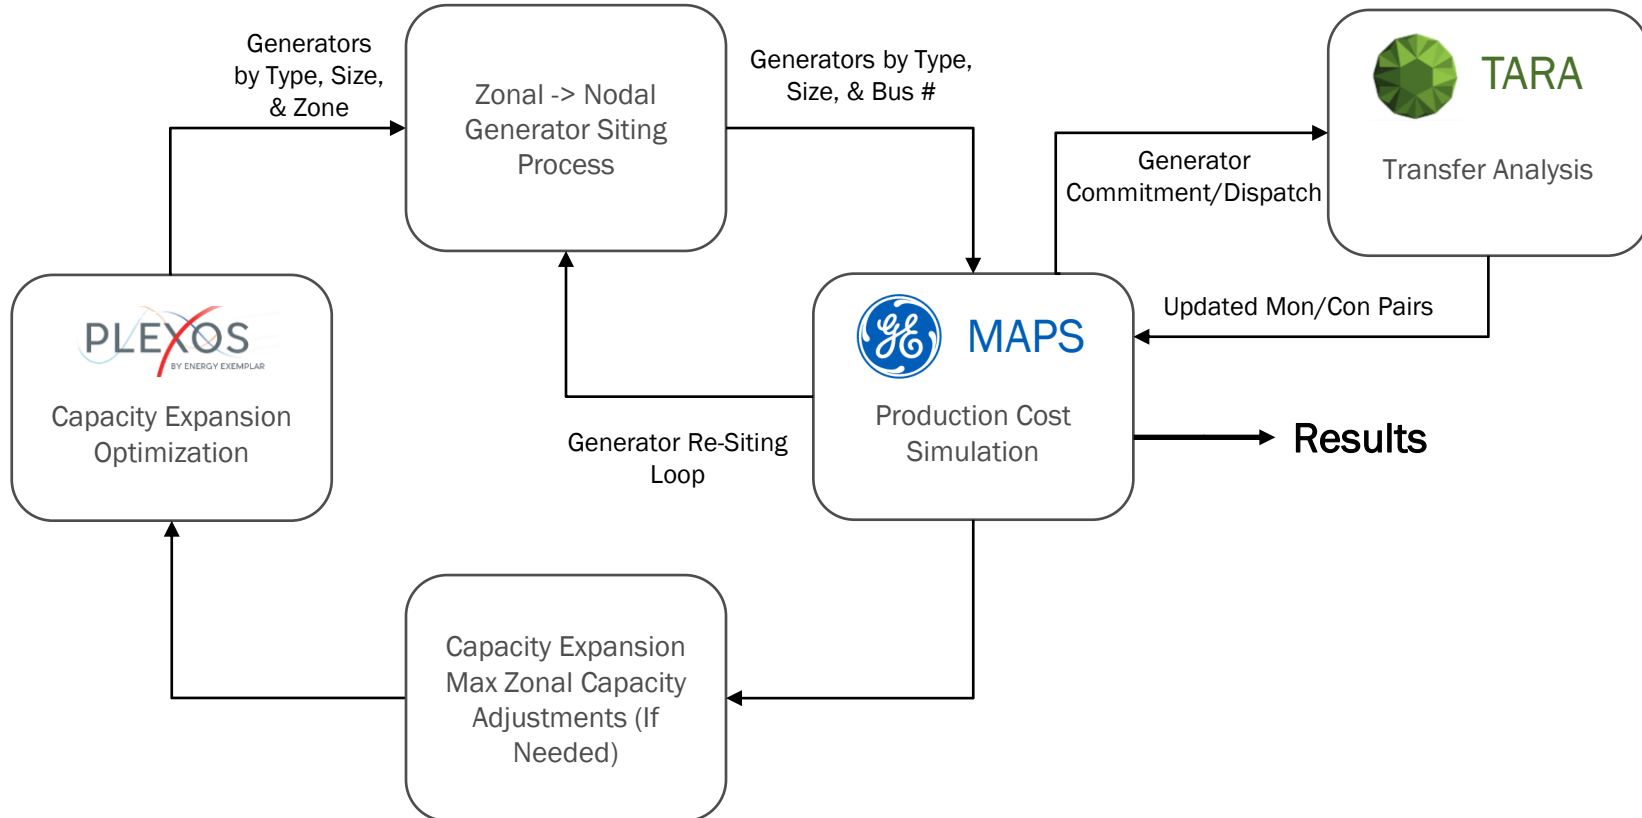 Generators
by Type, Size,
& Zone
Zonal -> Nodal
Generator Siting
Process
Generators by Type,
Size, & Bus #
TARA
Transfer Analysis
Generator
Commitment/Dispatch
Updated Mon/Con Pairs
PLEXOS
BY ENERGY EXEMPLAR
Capacity Expansion
Optimization
GE
MAPS
Production Cost
Simulation
Results
Generator Re-Siting
Loop
Capacity Expansion
Max Zonal Capacity
Adjustments (If
Needed)